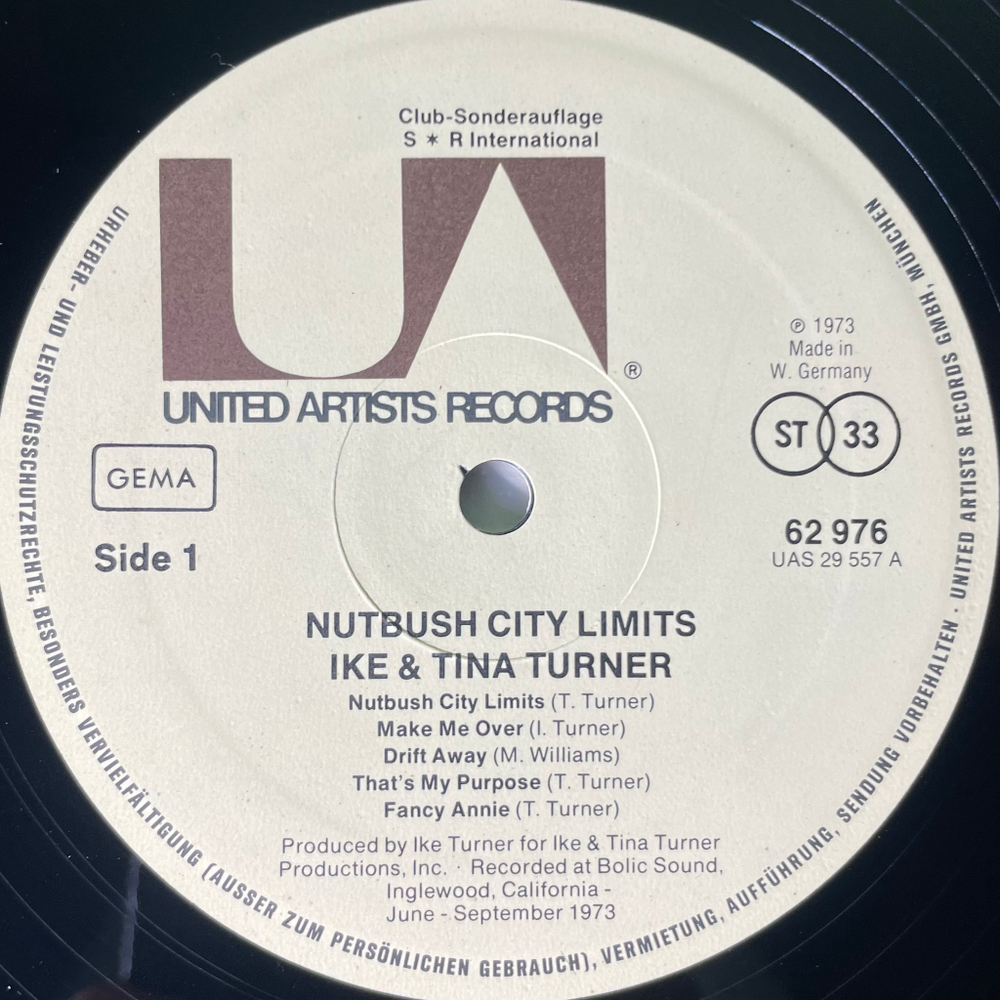 Club-Sonderauflage
S ✶ R International
UA
®
UNITED ARTISTS RECORDS
℗ 1973
Made in
W. Germany
ST 33
GEMA
Side 1
62 976
UAS 29 557 A
NUTBUSH CITY LIMITS
IKE & TINA TURNER
Nutbush City Limits (T. Turner)
Make Me Over (I. Turner)
Drift Away (M. Williams)
That's My Purpose (T. Turner)
Fancy Annie (T. Turner)
Produced by Ike Turner for Ike & Tina Turner
Productions, Inc. · Recorded at Bolic Sound,
Inglewood, California -
June - September 1973
URHEBER- UND LEISTUNGSSCHUTZRECHTE, BESONDERS VERVIELFÄLTIGUNG (AUSSER ZUM PERSÖNLICHEN GEBRAUCH), VERMIETUNG, AUFFÜHRUNG, SENDUNG VORBEHALTEN · UNITED ARTISTS RECORDS GMBH, MÜNCHEN